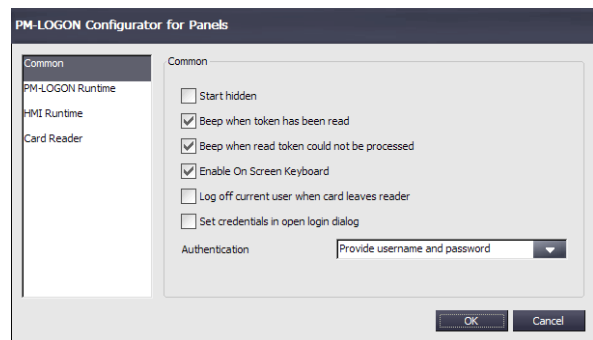 PM-LOGON Configurator for Panels
Common
PM-LOGON Runtime
HMI Runtime
Card Reader
Common
Start hidden
Beep when token has been read
Beep when read token could not be processed
Enable On Screen Keyboard
Log off current user when card leaves reader
Set credentials in open login dialog
Authentication Provide username and password
OK Cancel